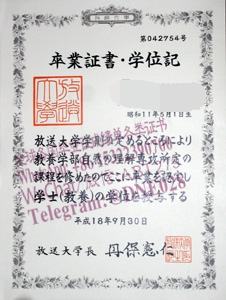 第042754号
卒業証書・学位記
昭和11年5月1日生
放送大学学則の定めるところにより
教養学部自然の理解専攻所定の
課程を修めたのでここに卒業を認め
学士(教養)の学位を授与する
Telegram: DNF028
平成18年9月30日
放送大学長 丹保憲仁